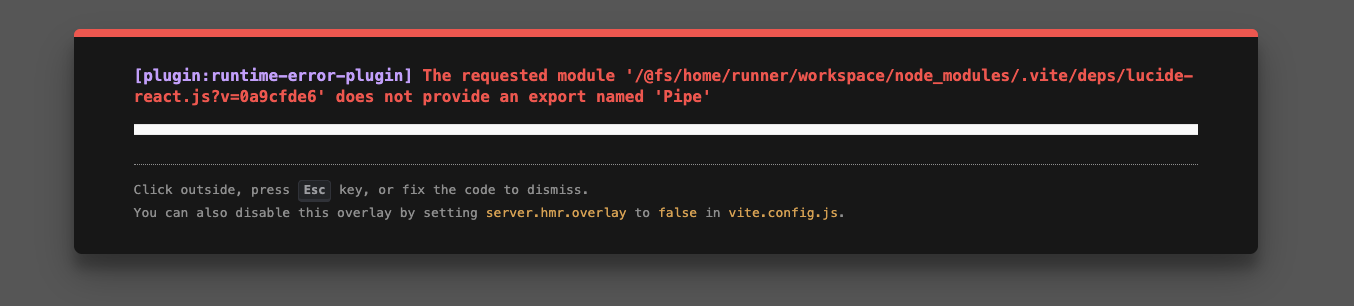 [plugin:runtime-error-plugin] The requested module '/@fs/home/runner/workspace/node_modules/.vite/deps/lucide-
react.js?v=0a9cfde6' does not provide an export named 'Pipe'
Click outside, press Esc key, or fix the code to dismiss.
You can also disable this overlay by setting server.hmr.overlay to false in vite.config.js.